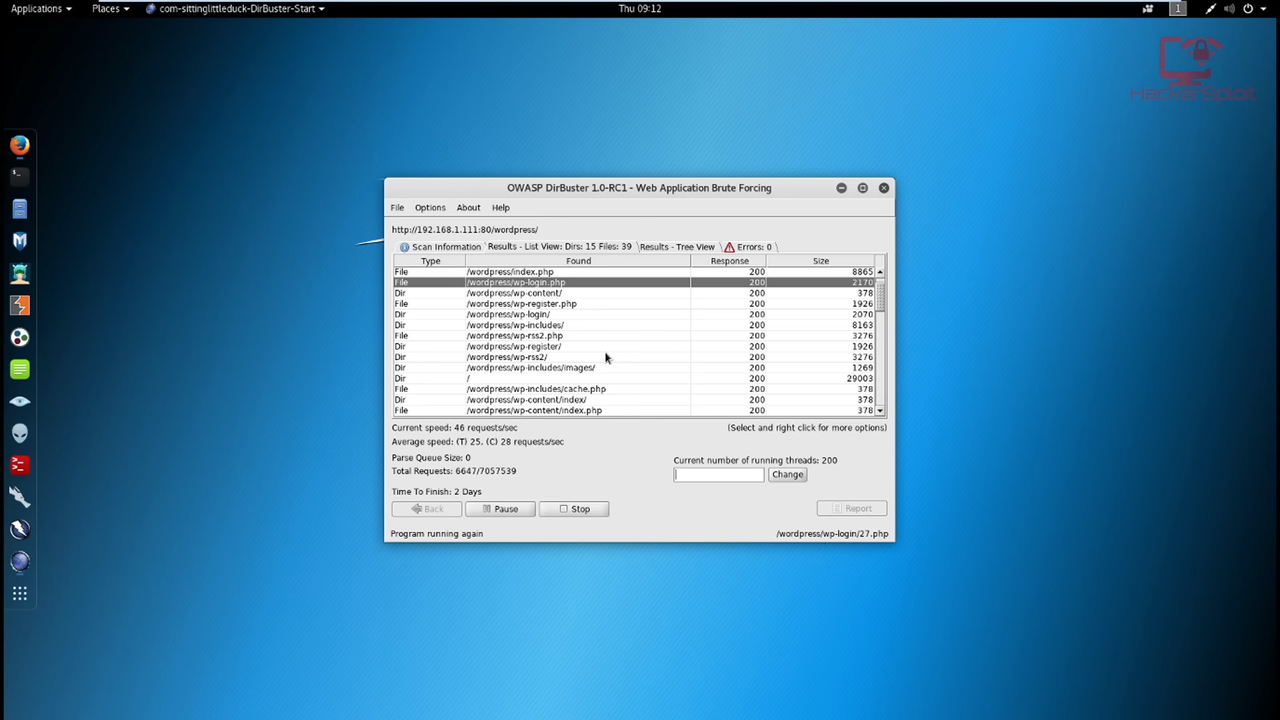 Applications Places com-sittinglittleduck-DirBuster-Start Thu 09:12 1
HackerSploit
OWASP DirBuster 1.0-RC1 - Web Application Brute Forcing
File Options About Help
http://192.168.1.111:80/wordpress/
Scan Information Results - List View: Dirs: 15 Files: 39 Results - Tree View Errors: 0
Type Found Response Size
File /wordpress/index.php 200 8865
File /wordpress/wp-login.php 200 2170
Dir /wordpress/wp-content/ 200 378
File /wordpress/wp-register.php 200 1926
Dir /wordpress/wp-login/ 200 2070
Dir /wordpress/wp-includes/ 200 8163
File /wordpress/wp-rss2.php 200 3276
Dir /wordpress/wp-register/ 200 1926
Dir /wordpress/wp-rss2/ 200 3276
Dir /wordpress/wp-includes/images/ 200 1269
Dir / 200 29003
File /wordpress/wp-includes/cache.php 200 378
Dir /wordpress/wp-content/index/ 200 378
File /wordpress/wp-content/index.php 200 378
Current speed: 46 requests/sec (Select and right click for more options)
Average speed: (T) 25, (C) 28 requests/sec
Parse Queue Size: 0 Current number of running threads: 200
Total Requests: 6647/7057539 Change
Time To Finish: 2 Days
Back Pause Stop Report
Program running again /wordpress/wp-login/27.php